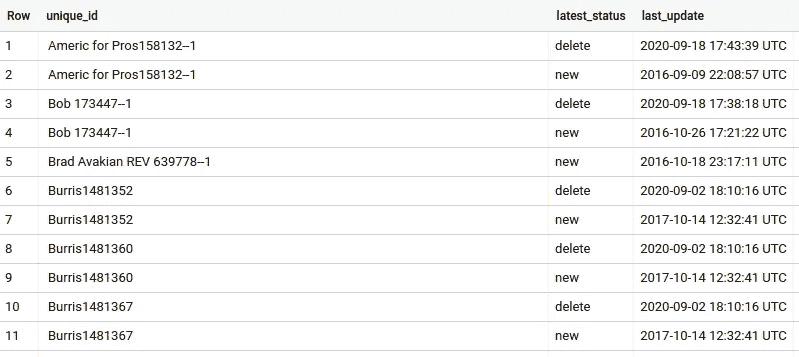 Row unique_id latest_status last_update
1 Americ for Pros158132--1 delete 2020-09-18 17:43:39 UTC
2 Americ for Pros158132--1 new 2016-09-09 22:08:57 UTC
3 Bob 173447--1 delete 2020-09-18 17:38:18 UTC
4 Bob 173447--1 new 2016-10-26 17:21:22 UTC
5 Brad Avakian REV 639778--1 new 2016-10-18 23:17:11 UTC
6 Burris1481352 delete 2020-09-02 18:10:16 UTC
7 Burris1481352 new 2017-10-14 12:32:41 UTC
8 Burris1481360 delete 2020-09-02 18:10:16 UTC
9 Burris1481360 new 2017-10-14 12:32:41 UTC
10 Burris1481367 delete 2020-09-02 18:10:16 UTC
11 Burris1481367 new 2017-10-14 12:32:41 UTC